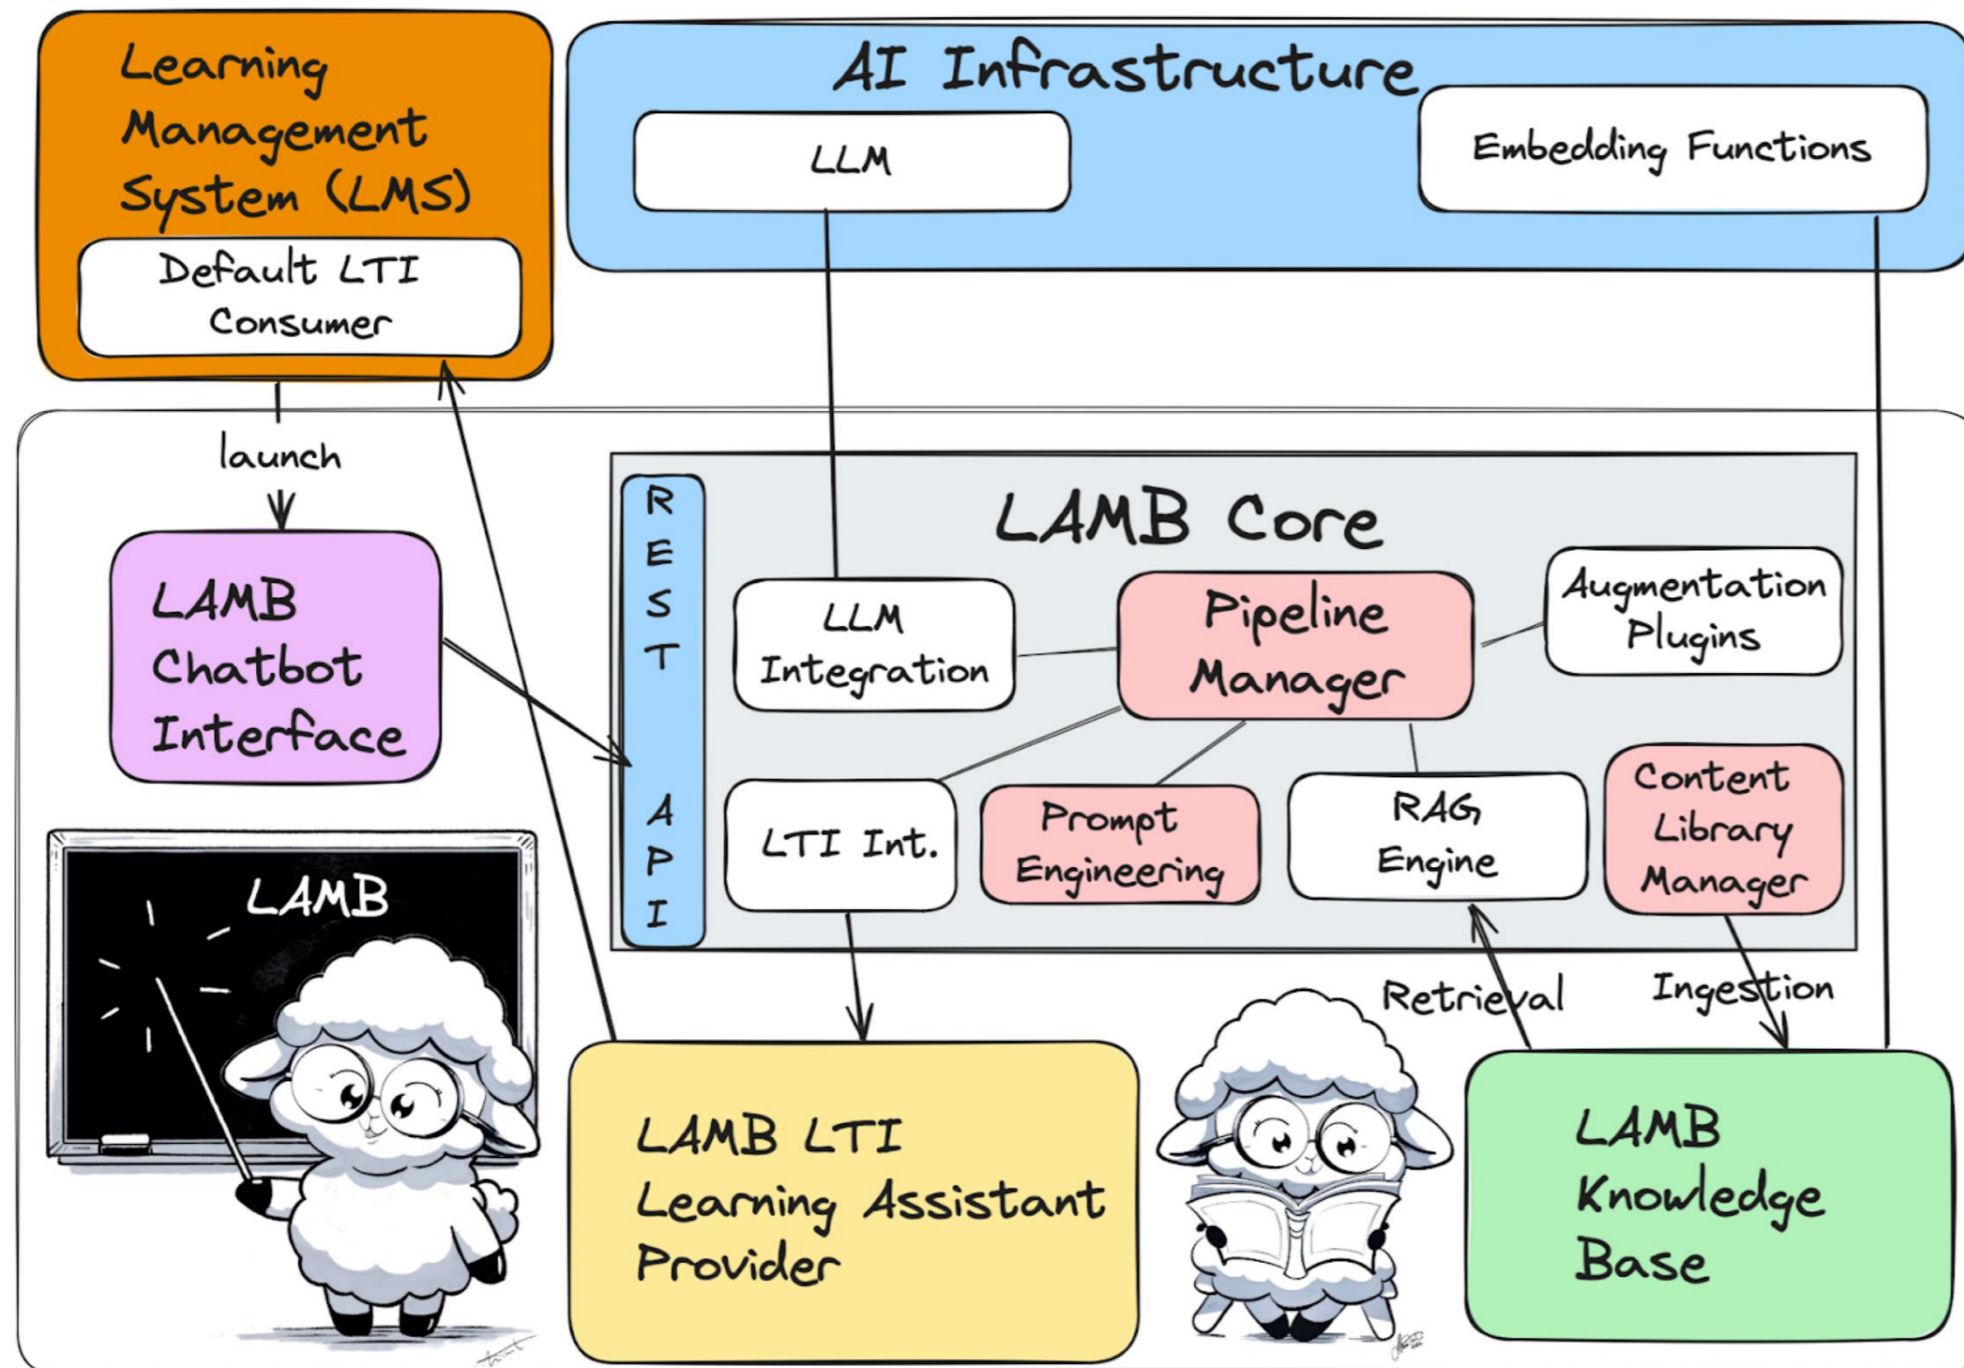 Learning
Management
System (LMS)
Default LTI
Consumer
AI Infrastructure
LLM
Embedding Functions
launch
LAMB
Chatbot
Interface
REST API
LAMB Core
LLM
Integration
Pipeline
Manager
Augmentation
Plugins
LTI Int.
Prompt
Engineering
RAG
Engine
Content
Library
Manager
Retrieval
Ingestion
LAMB
LAMB LTI
Learning Assistant
Provider
LAMB
Knowledge
Base